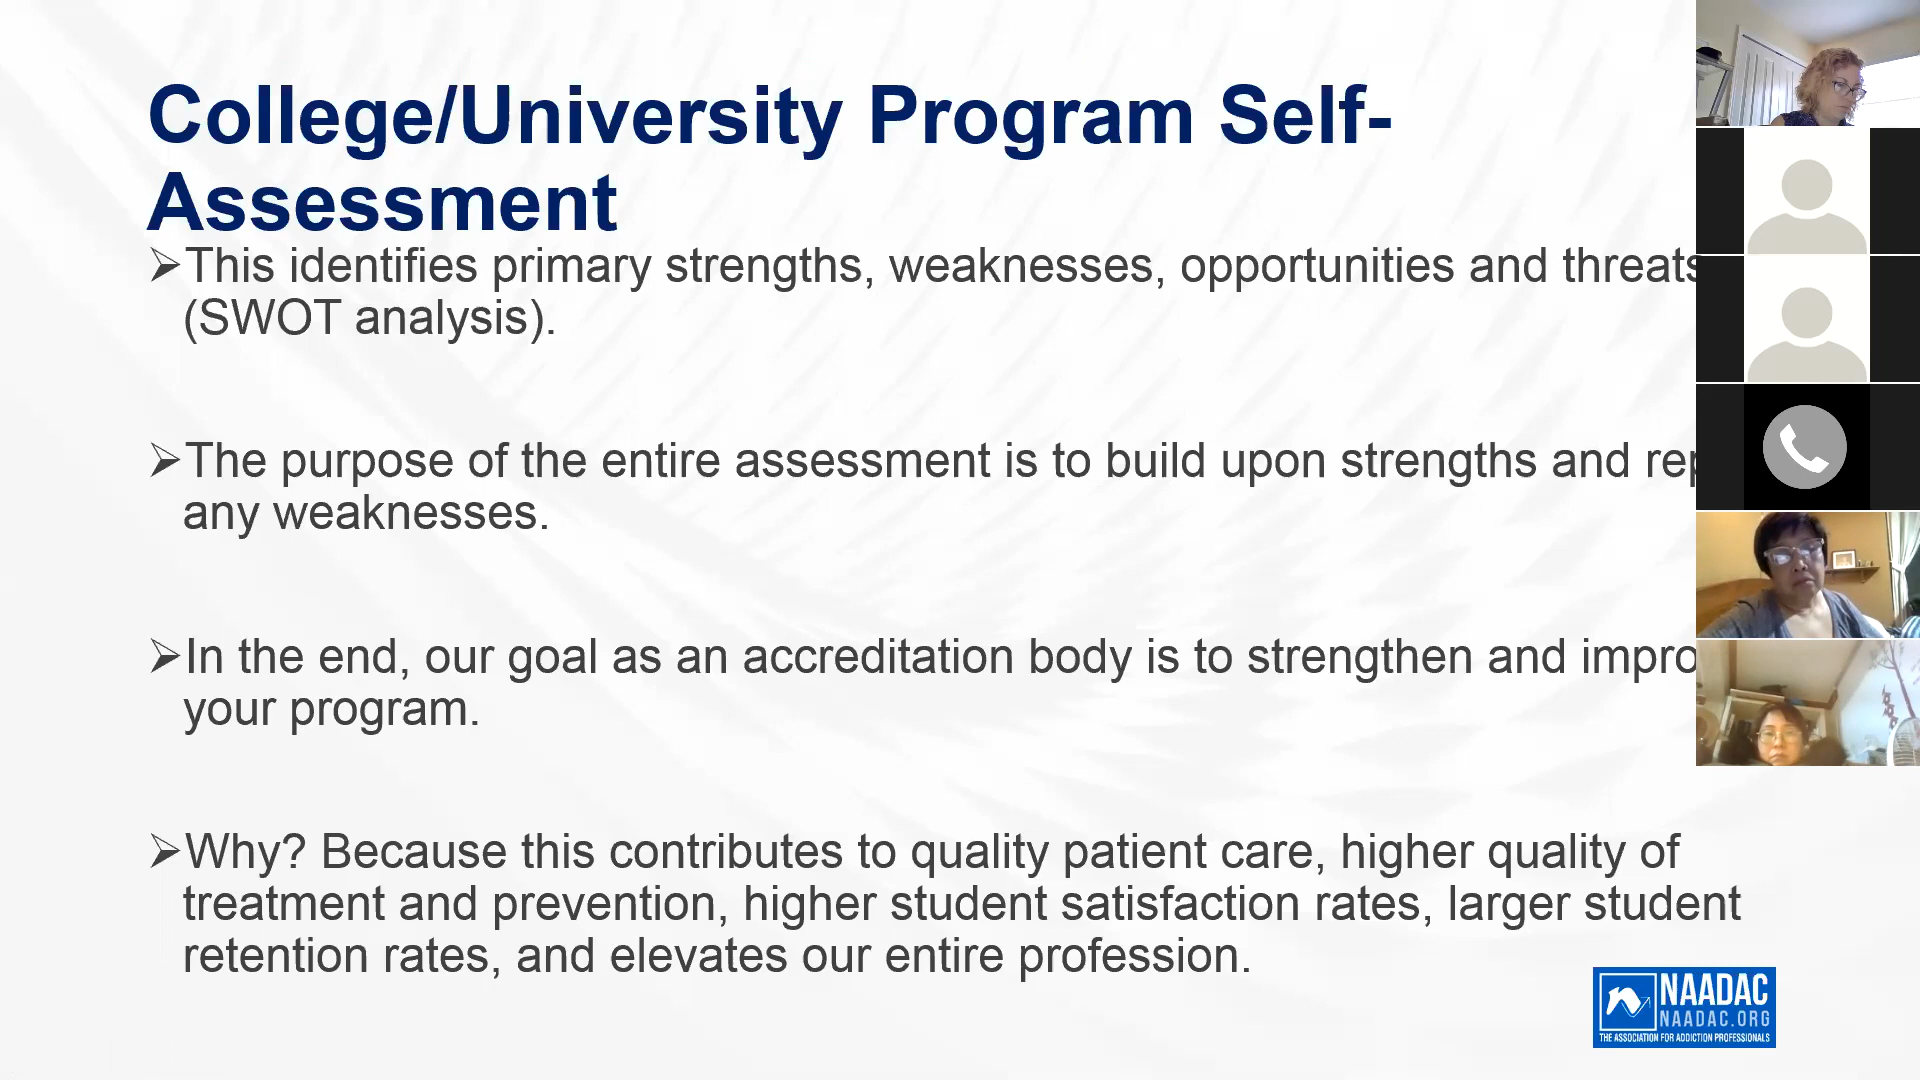 College/University Program Self-
Assessment
➢This identifies primary strengths, weaknesses, opportunities and threats
(SWOT analysis).
➢The purpose of the entire assessment is to build upon strengths and
any weaknesses.
➢In the end, our goal as an accreditation body is to strengthen and
your program.
➢Why? Because this contributes to quality patient care, higher quality of
treatment and prevention, higher student satisfaction rates, larger student
retention rates, and elevates our entire profession.
NAADAC
NAADAC.ORG
THE ASSOCIATION FOR ADDICTION PROFESSIONALS